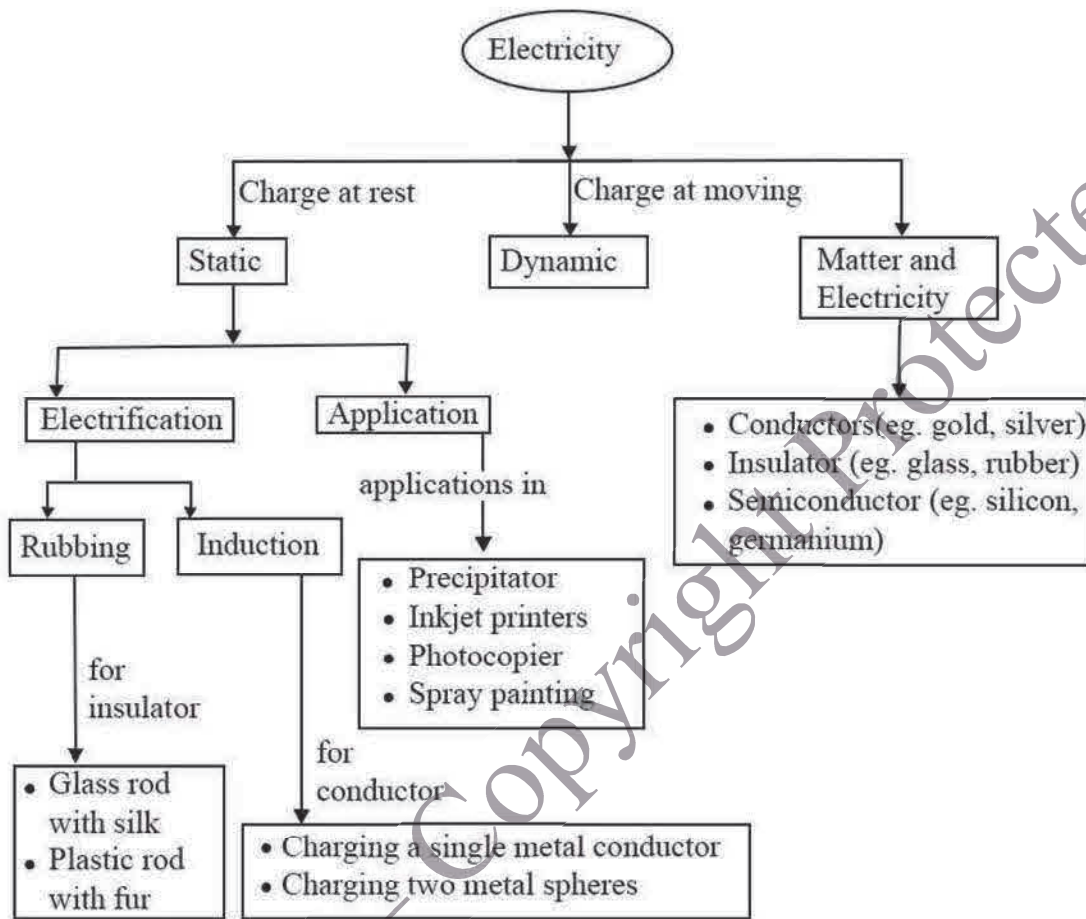 Electricity
Charge at rest
Charge at moving
Static
Dynamic
Matter and
Electricity
Electrification
Application
• Conductors(eg. gold, silver)
• Insulator (eg. glass, rubber)
• Semiconductor (eg. silicon,
germanium)
applications in
Rubbing
Induction
• Precipitator
• Inkjet printers
• Photocopier
• Spray painting
for
insulator
for
conductor
• Glass rod
with silk
• Plastic rod
with fur
• Charging a single metal conductor
• Charging two metal spheres
Copyright Protecte